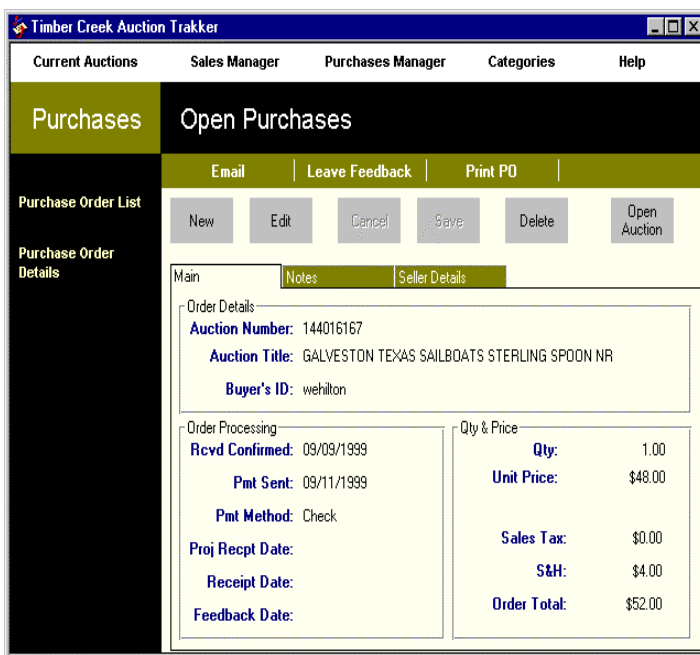 Timber Creek Auction Trakker
Current Auctions Sales Manager Purchases Manager Categories Help
Purchases Open Purchases
Email Leave Feedback Print PO
Purchase Order List
New Edit Cancel Save Delete Open Auction
Purchase Order Details
Main Notes Seller Details
Order Details
Auction Number: 144016167
Auction Title: GALVESTON TEXAS SAILBOATS STERLING SPOON NR
Buyer's ID: wehilton
Order Processing
Rcvd Confirmed: 09/09/1999
Pmt Sent: 09/11/1999
Pmt Method: Check
Proj Recpt Date:
Receipt Date:
Feedback Date:
Qty & Price
Qty: 1.00
Unit Price: $48.00
Sales Tax: $0.00
S&H: $4.00
Order Total: $52.00